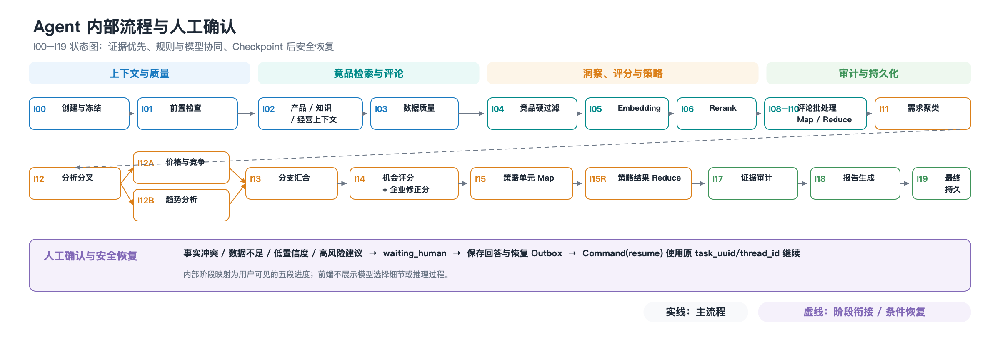 Agent 内部流程与人工确认
I00—I19 状态图：证据优先、规则与模型协同、Checkpoint 后安全恢复
上下文与质量
竞品检索与评论
洞察、评分与策略
审计与持久化
I00 创建与冻结
I01 前置检查
I02 产品 / 知识
/ 经营上下文
I03 数据质量
I04 竞品硬过滤
I05 Embedding
I06 Rerank
I08—I10 评论批处理
Map / Reduce
I11 需求聚类
I12 分析分叉
I12A 价格与竞争
I12B 趋势分析
I13 分支汇合
I14 机会评分
+ 企业修正分
I15 策略单元 Map
I15R 策略结果 Reduce
I17 证据审计
I18 报告生成
I19 最终
持久
人工确认与安全恢复
事实冲突 / 数据不足 / 低置信度 / 高风险建议 → waiting_human → 保存回答与恢复 Outbox → Command(resume) 使用原 task_uuid/thread_id 继续
内部阶段映射为用户可见的五段进度；前端不展示模型选择细节或推理过程。
实线：主流程
虚线：阶段衔接 / 条件恢复